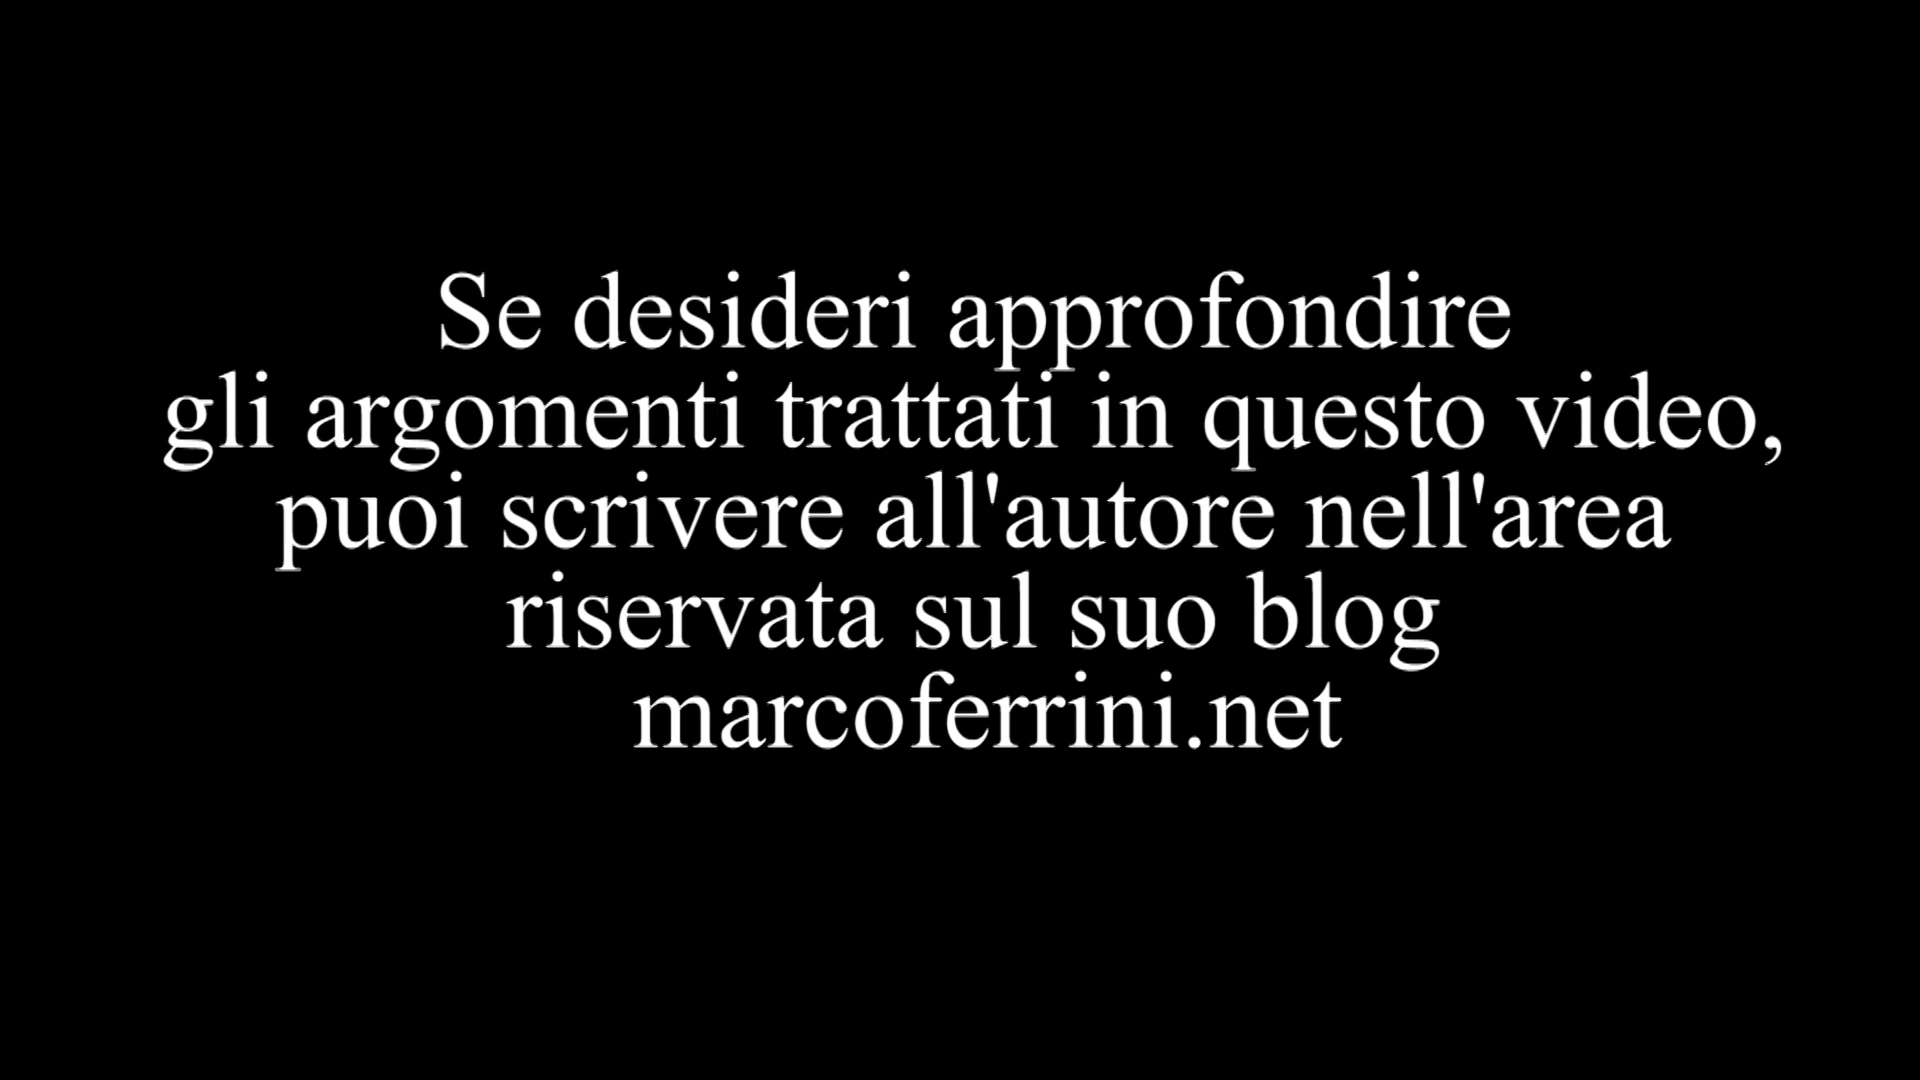 Se desideri approfondire
gli argomenti trattati in questo video,
puoi scrivere all'autore nell'area
riservata sul suo blog
marcoferrini.net